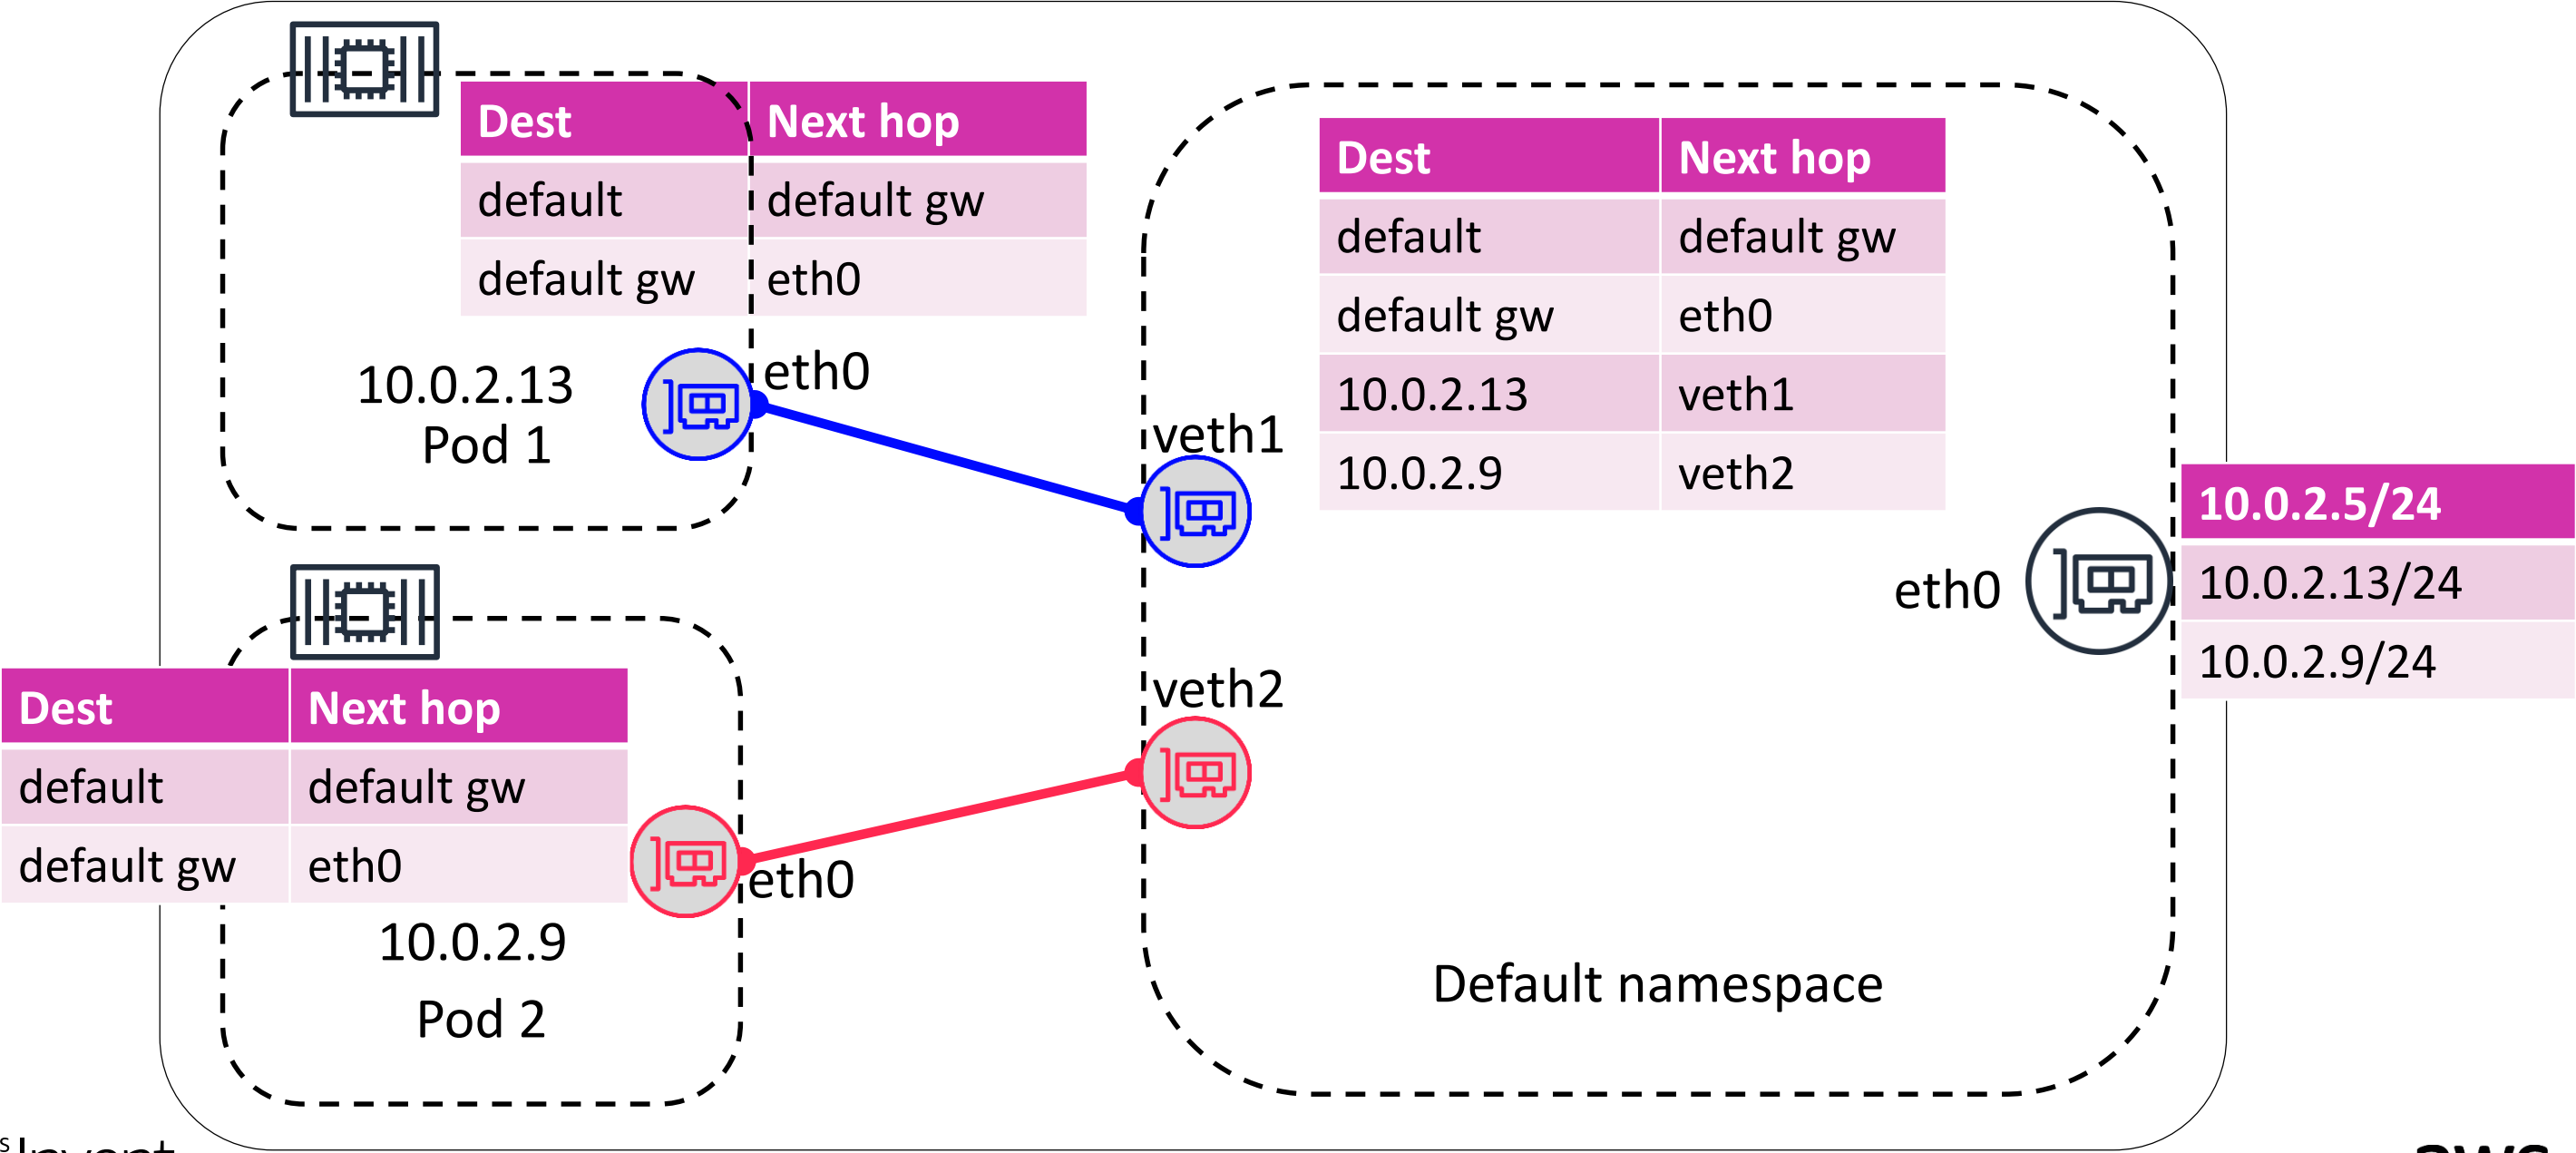 Dest Next hop
default default gw
default gw eth0
10.0.2.13
Pod 1
eth0
veth1
Dest Next hop
default default gw
default gw eth0
10.0.2.13 veth1
10.0.2.9 veth2
eth0
10.0.2.5/24
10.0.2.13/24
10.0.2.9/24
Dest Next hop
default default gw
default gw eth0
eth0
veth2
10.0.2.9
Pod 2
Default namespace
aws